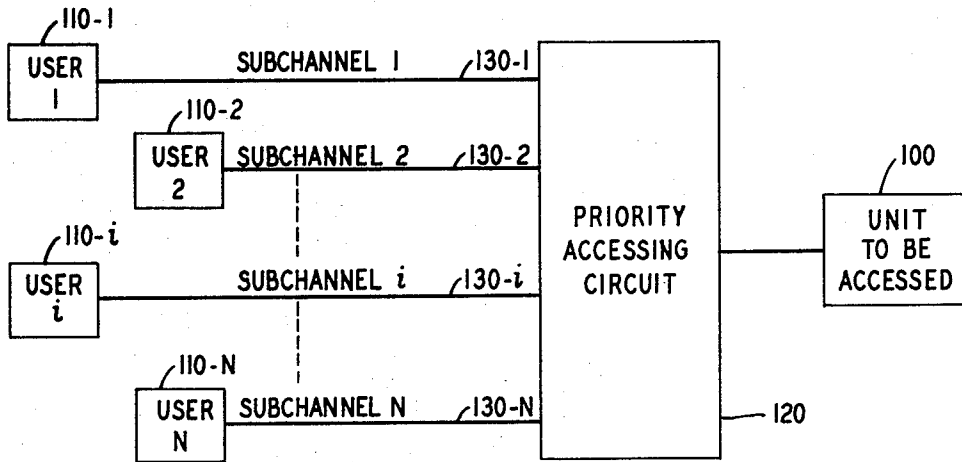 110-1
USER
1
SUBCHANNEL 1
130-1
110-2
USER
2
SUBCHANNEL 2
130-2
110-i
USER
i
SUBCHANNEL i
130-i
110-N
USER
N
SUBCHANNEL N
130-N
PRIORITY
ACCESSING
CIRCUIT
120
100
UNIT
TO BE
ACCESSED